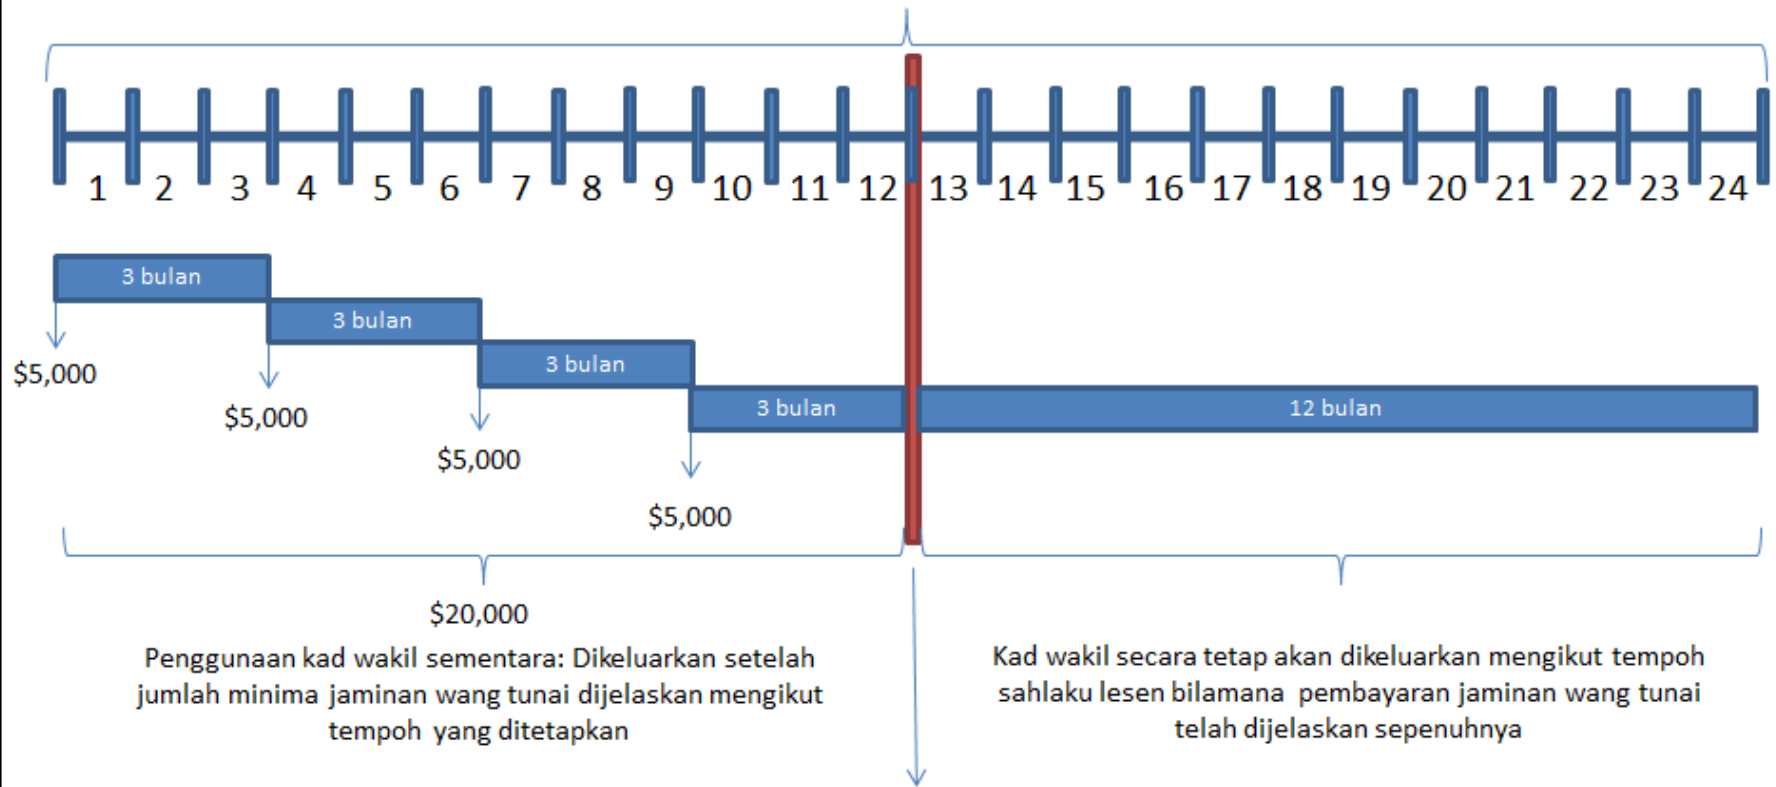 1 2 3 4 5 6 7 8 9 10 11 12 13 14 15 16 17 18 19 20 21 22 23 24
3 bulan
3 bulan
3 bulan
3 bulan
12 bulan
$5,000
$5,000
$5,000
$5,000
$20,000
Penggunaan kad wakil sementara: Dikeluarkan setelah
jumlah minima jaminan wang tunai dijelaskan mengikut
tempoh yang ditetapkan
Kad wakil secara tetap akan dikeluarkan mengikut tempoh
sahlaku lesen bilamana pembayaran jaminan wang tunai
telah dijelaskan sepenuhnya